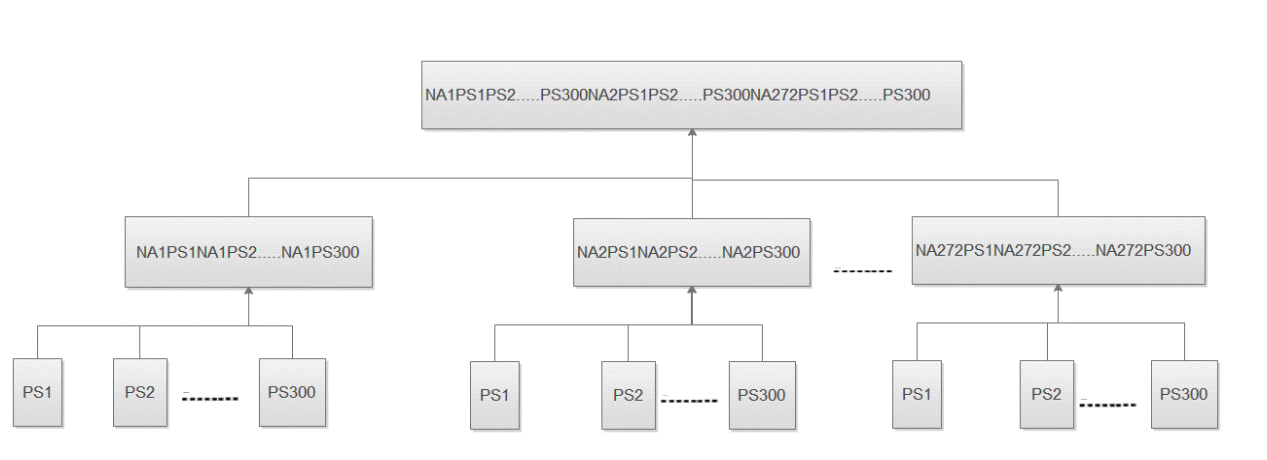 NA1PS1PS2.....PS300NA2PS1PS2.....PS300NA272PS1PS2.....PS300
NA1PS1NA1PS2.....NA1PS300
NA2PS1NA2PS2.....NA2PS300
NA272PS1NA272PS2.....NA272PS300
PS1
PS2
PS300
PS1
PS2
PS300
PS1
PS2
PS300